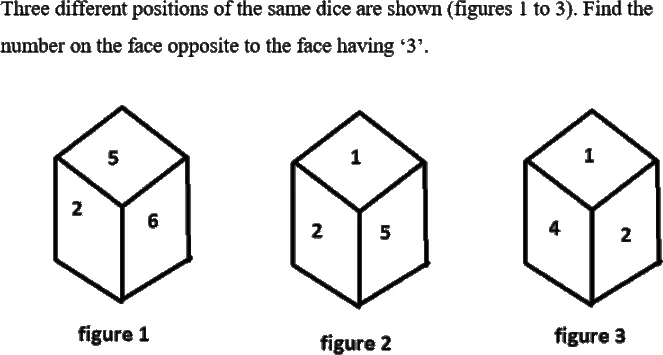 Three different positions of the same dice are shown (figures 1 to 3). Find the
number on the face opposite to the face having ‘3’.
5
2
6
1
2
5
1
4
2
figure 1
figure 2
figure 3